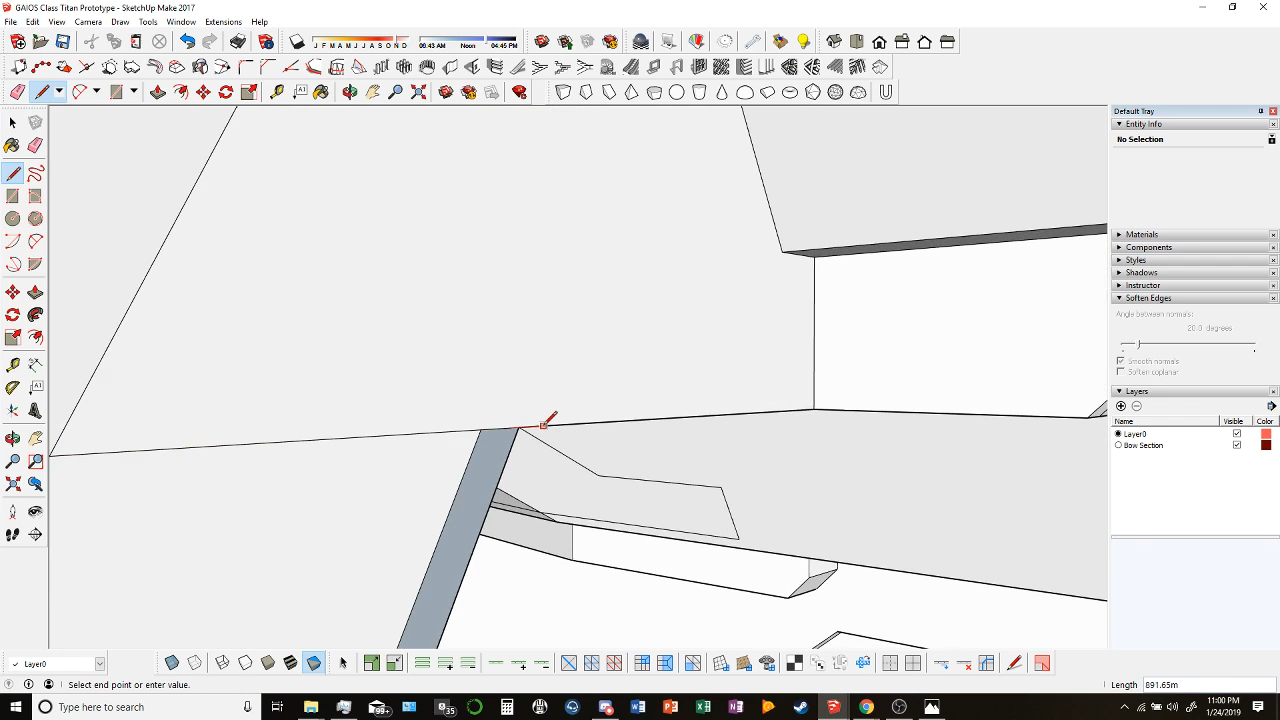 GAIOS Class Titan Prototype - SketchUp Make 2017
File Edit View Camera Draw Tools Window Extensions Help
J F M A M J J A S O N D
Noon 04:45 PM
Default Tray
Entity Info
No Selection
Materials
Components
Styles
Shadows
Instructor
Soften Edges
Angle between normals:
20.0 degrees
Smooth normals
Soften coplanar
Layers
Name Visible Color
Layer0
Bow Section
Layer0
Select end point or enter value.
Length 891.65m
Type here to search
99+
35
11:00 PM
1/24/2019